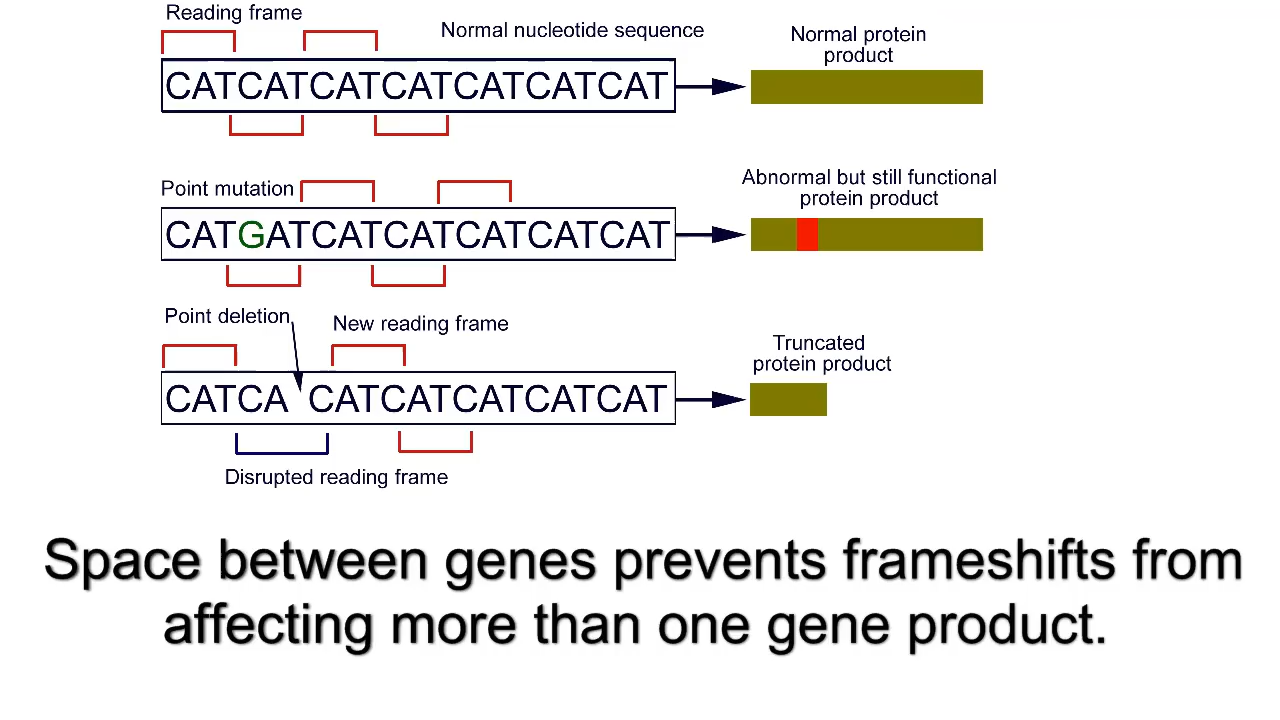 Reading frame
Normal nucleotide sequence
Normal protein
product
CATCATCATCATCATCATCAT
Point mutation
Abnormal but still functional
protein product
CATGATCATCATCATCATCAT
Point deletion
New reading frame
Truncated
protein product
CATCA CATCATCATCATCAT
Disrupted reading frame
Space between genes prevents frameshifts from
affecting more than one gene product.